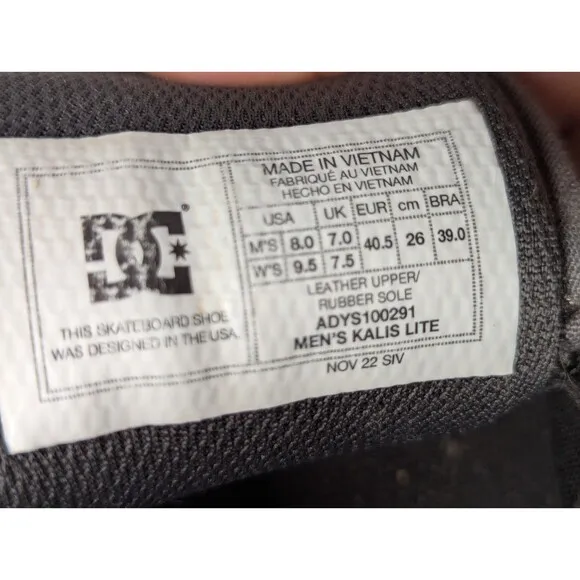 DC
®
THIS SKATEBOARD SHOE
WAS DESIGNED IN THE USA.
MADE IN VIETNAM
FABRIQUÉ AU VIETNAM
HECHO EN VIETNAM
USA UK EUR cm BRA
M'S 8.0 7.0 40.5 26 39.0
W'S 9.5 7.5
LEATHER UPPER/
RUBBER SOLE
ADYS100291
MEN'S KALIS LITE
NOV 22 SIV